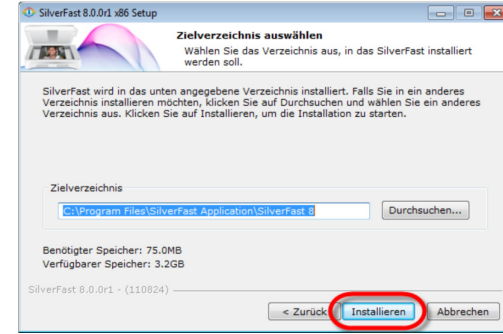 SilverFast 8.0.0r1 x86 Setup
Zielverzeichnis auswählen
Wählen Sie das Verzeichnis aus, in das SilverFast installiert
werden soll.
SilverFast wird in das unten angegebene Verzeichnis installiert. Falls Sie in ein anderes
Verzeichnis installieren möchten, klicken Sie auf Durchsuchen und wählen Sie ein anderes
Verzeichnis aus. Klicken Sie auf Installieren, um die Installation zu starten.
Zielverzeichnis
C:\Program Files\SilverFast Application\SilverFast 8
Durchsuchen...
Benötigter Speicher: 75.0MB
Verfügbarer Speicher: 3.2GB
SilverFast 8.0.0r1 - (110824)
< Zurück Installieren Abbrechen